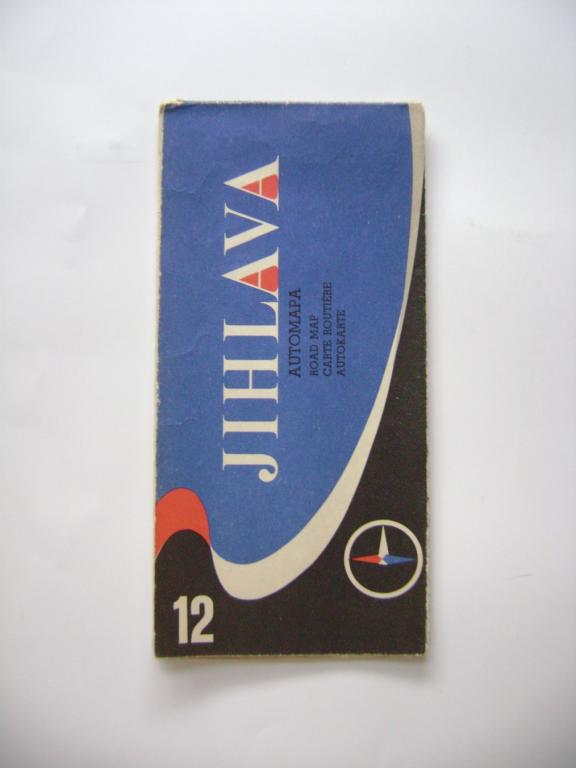 JIHLAVA
AUTOMAPA
ROAD MAP
CARTE ROUTIÈRE
AUTOKARTE
12